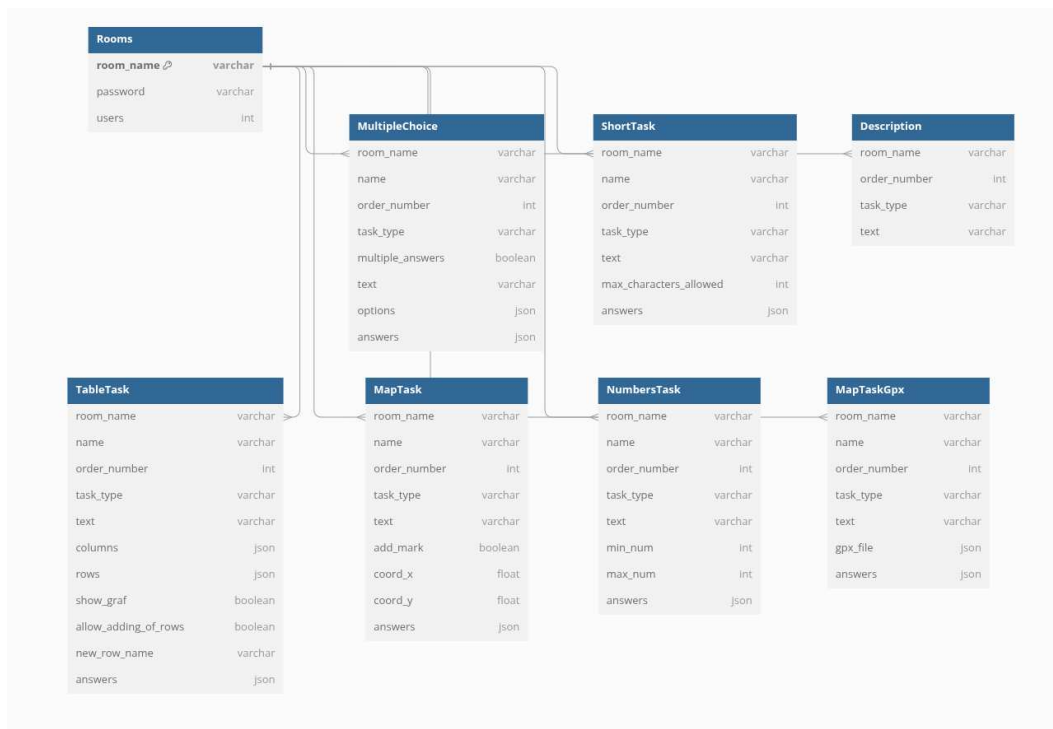 Rooms
room_name varchar
password varchar
users int
MultipleChoice
room_name varchar
name varchar
order_number int
task_type varchar
multiple_answers boolean
text varchar
options json
answers json
ShortTask
room_name varchar
name varchar
order_number int
task_type varchar
text varchar
max_characters_allowed int
answers json
Description
room_name varchar
order_number int
task_type varchar
text varchar
TableTask
room_name varchar
name varchar
order_number int
task_type varchar
text varchar
columns json
rows json
show_graf boolean
allow_adding_of_rows boolean
new_row_name varchar
answers json
MapTask
room_name varchar
name varchar
order_number int
task_type varchar
text varchar
add_mark boolean
coord_x float
coord_y float
answers json
NumbersTask
room_name varchar
name varchar
order_number int
task_type varchar
text varchar
min_num int
max_num int
answers json
MapTaskGpx
room_name varchar
name varchar
order_number int
task_type varchar
text varchar
gpx_file json
answers json